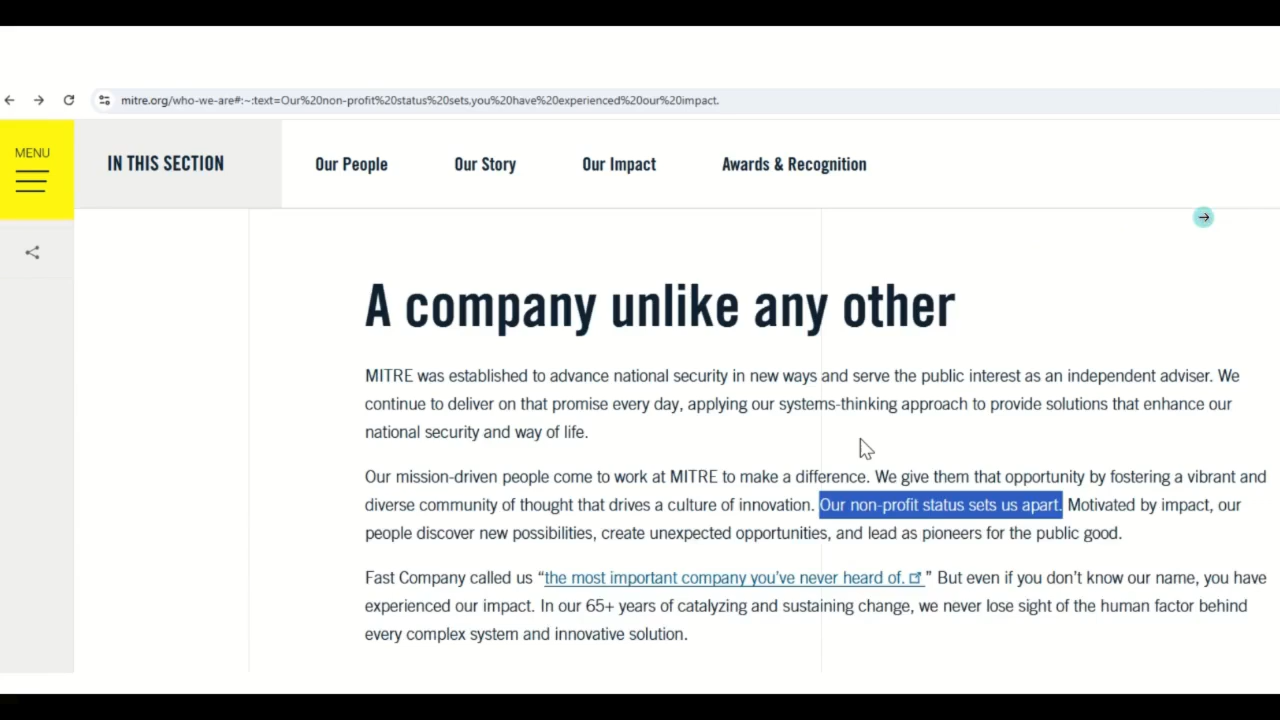 mitre.org/who-we-are#:~:text=Our%20non-profit%20status%20sets,you%20have%20experienced%20our%20impact.
MENU
IN THIS SECTION
Our People
Our Story
Our Impact
Awards & Recognition
A company unlike any other
MITRE was established to advance national security in new ways and serve the public interest as an independent adviser. We
continue to deliver on that promise every day, applying our systems-thinking approach to provide solutions that enhance our
national security and way of life.
Our mission-driven people come to work at MITRE to make a difference. We give them that opportunity by fostering a vibrant and
diverse community of thought that drives a culture of innovation. Our non-profit status sets us apart. Motivated by impact, our
people discover new possibilities, create unexpected opportunities, and lead as pioneers for the public good.
Fast Company called us “the most important company you’ve never heard of.” But even if you don’t know our name, you have
experienced our impact. In our 65+ years of catalyzing and sustaining change, we never lose sight of the human factor behind
every complex system and innovative solution.